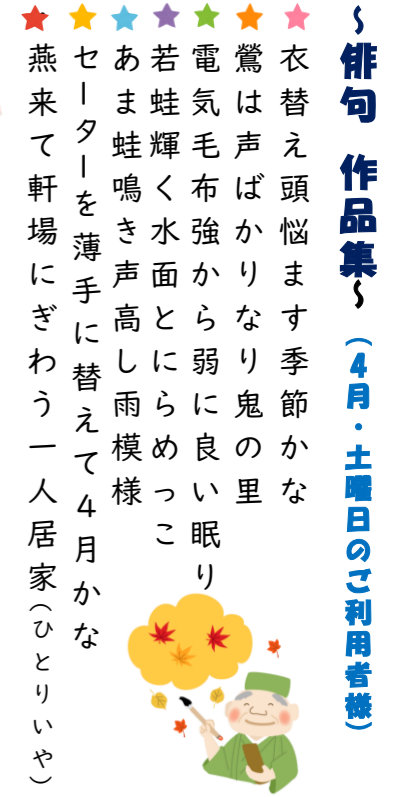 ～俳句　作品集～（４月・土曜日のご利用者様）
衣替え頭悩ます季節かな
鶯は声ばかりなり鬼の里
電気毛布強から弱に良い眠り
若蛙輝く水面とにらめっこ
あま蛙鳴き声高し雨模様
セーターを薄手に替えて４月かな
燕来て軒場にぎわう一人居家（ひとりいや）